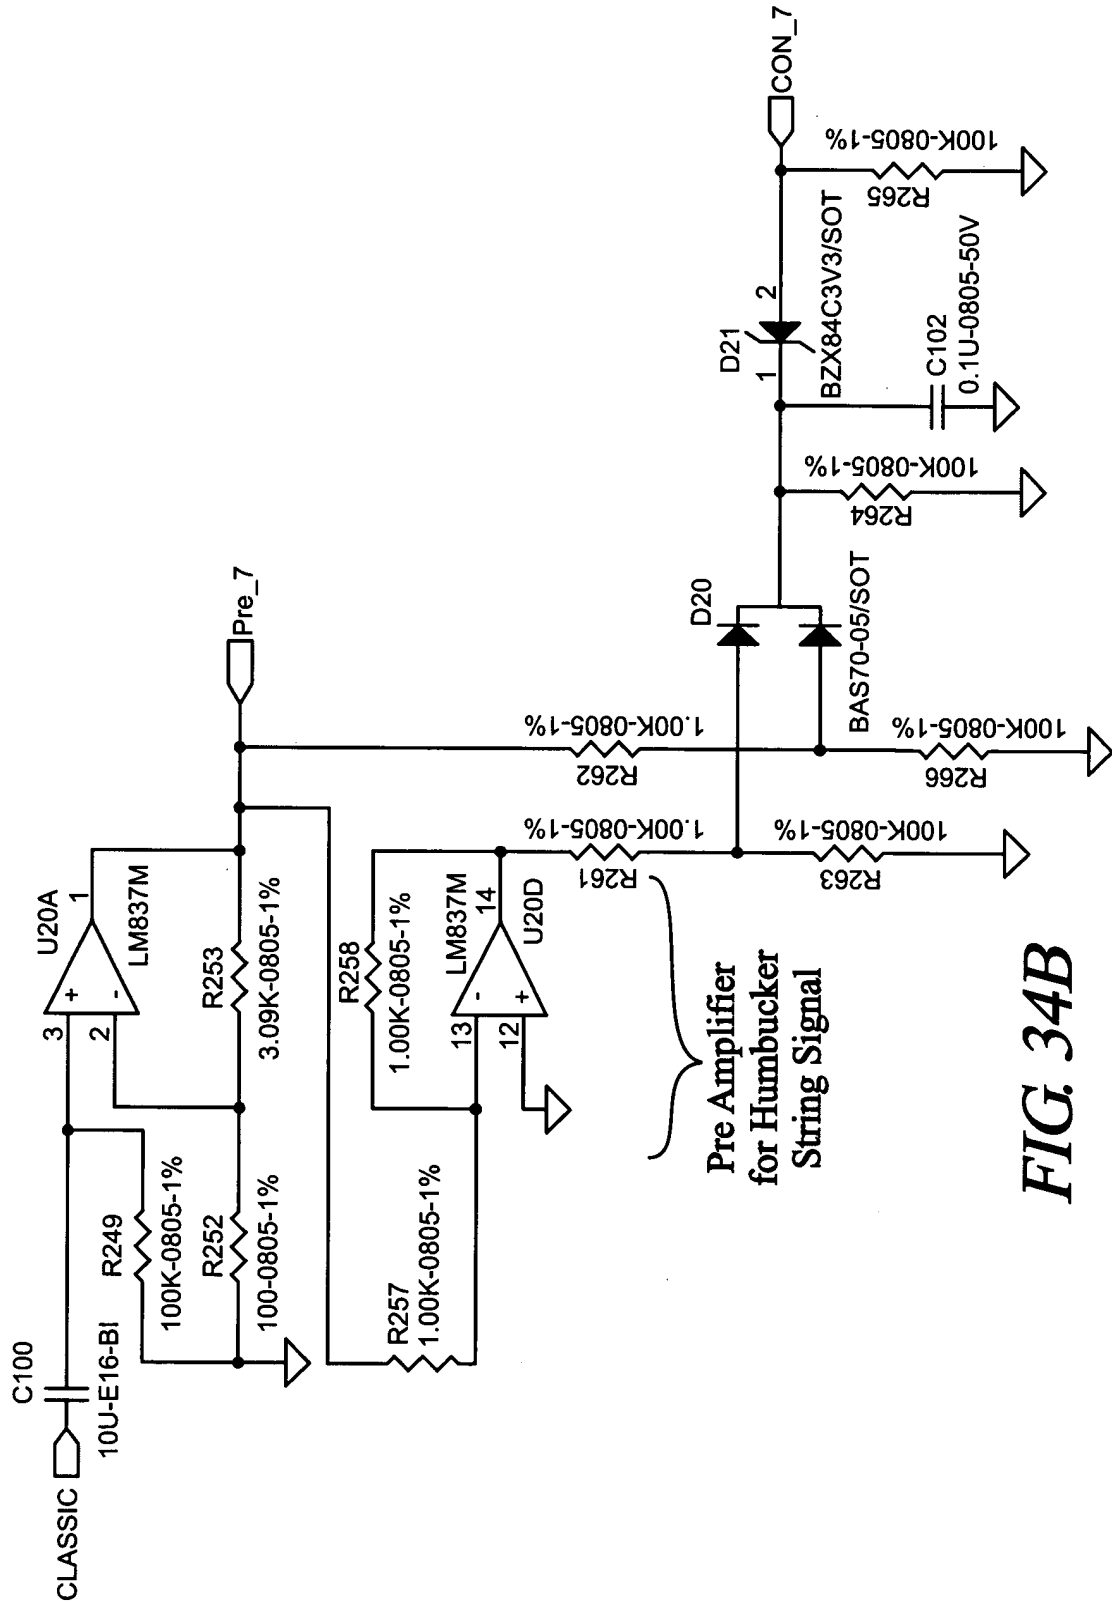 CLASSIC
C100
10U-E16-BI
R249
100K-0805-1%
R252
100-0805-1%
3
2
+
-
1
U20A
LM837M
R253
3.09K-0805-1%
Pre_7
R257
1.00K-0805-1%
R258
1.00K-0805-1%
13
12
-
+
14
LM837M
U20D
R261
1.00K-0805-1%
R262
1.00K-0805-1%
R263
100K-0805-1%
R266
100K-0805-1%
Pre Amplifier
for Humbucker
String Signal
D20
BAS70-05/SOT
R264
100K-0805-1%
D21
1
2
BZX84C3V3/SOT
C102
0.1U-0805-50V
R265
100K-0805-1%
CON_7
FIG. 34B